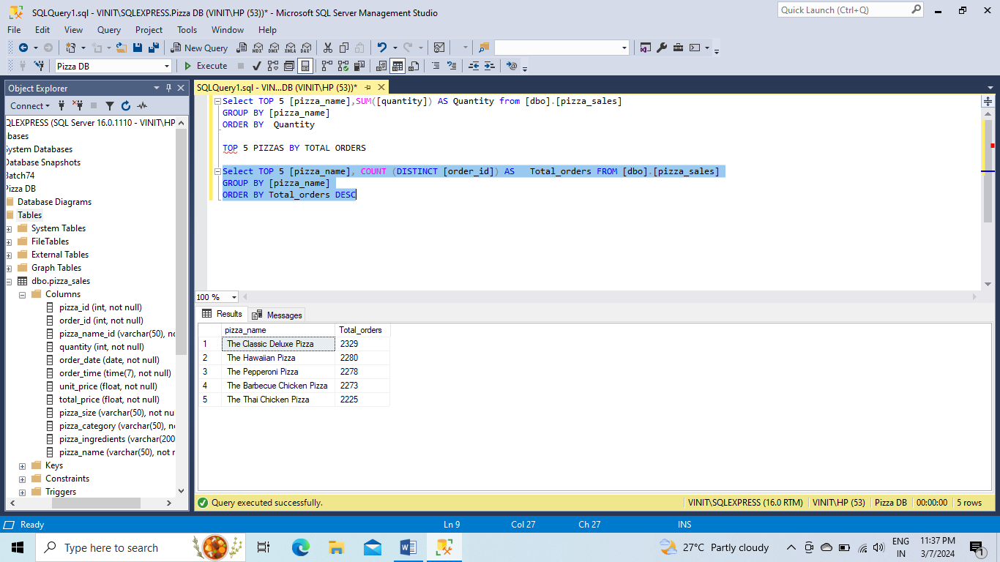 SQLQuery1.sql - VINIT\SQLEXPRESS.Pizza DB (VINIT\HP (53))* - Microsoft SQL Server Management Studio
Quick Launch (Ctrl+Q)
File Edit View Query Project Tools Window Help
New Query MDX DMX XMLA DAX
Pizza DB Execute
Object Explorer
SQLQuery1.sql - VIN...DB (VINIT\HP (53))*
Connect
QLEXPRESS (SQL Server 16.0.1110 - VINIT\HP
bases
System Databases
Database Snapshots
Batch74
Pizza DB
Database Diagrams
Tables
System Tables
FileTables
External Tables
Graph Tables
dbo.pizza_sales
Columns
pizza_id (int, not null)
order_id (int, not null)
pizza_name_id (varchar(50), no
quantity (int, not null)
order_date (date, not null)
order_time (time(7), not null)
unit_price (float, not null)
total_price (float, not null)
pizza_size (varchar(50), not nu
pizza_category (varchar(50), n
pizza_ingredients (varchar(200
pizza_name (varchar(50), not r
Keys
Constraints
Triggers
Select TOP 5 [pizza_name],SUM([quantity]) AS Quantity from [dbo].[pizza_sales]
GROUP BY [pizza_name]
ORDER BY  Quantity
TOP 5 PIZZAS BY TOTAL ORDERS
Select TOP 5 [pizza_name], COUNT (DISTINCT [order_id]) AS   Total_orders FROM [dbo].[pizza_sales]
GROUP BY [pizza_name]
ORDER BY Total_orders DESC
100 %
Results Messages
pizza_name Total_orders
1 The Classic Deluxe Pizza 2329
2 The Hawaiian Pizza 2280
3 The Pepperoni Pizza 2278
4 The Barbecue Chicken Pizza 2273
5 The Thai Chicken Pizza 2225
Query executed successfully. VINIT\SQLEXPRESS (16.0 RTM) VINIT\HP (53) Pizza DB 00:00:00 5 rows
Ready Ln 9 Col 27 Ch 27 INS
Type here to search 27°C Partly cloudy ENG IN 11:37 PM 3/7/2024 1